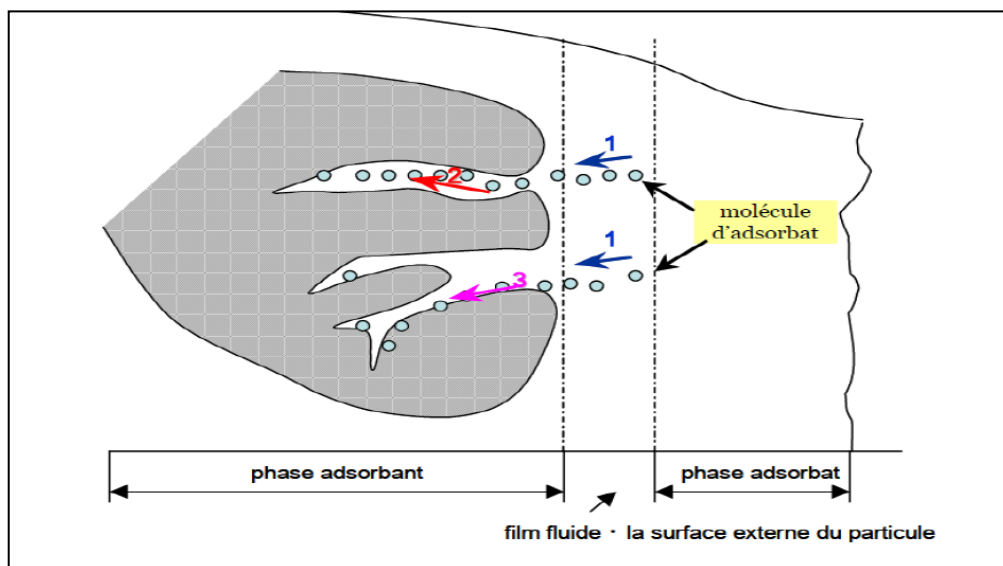 1
2
molécule
d'adsorbat
1
3
phase adsorbant
phase adsorbat
film fluide · la surface externe du particule